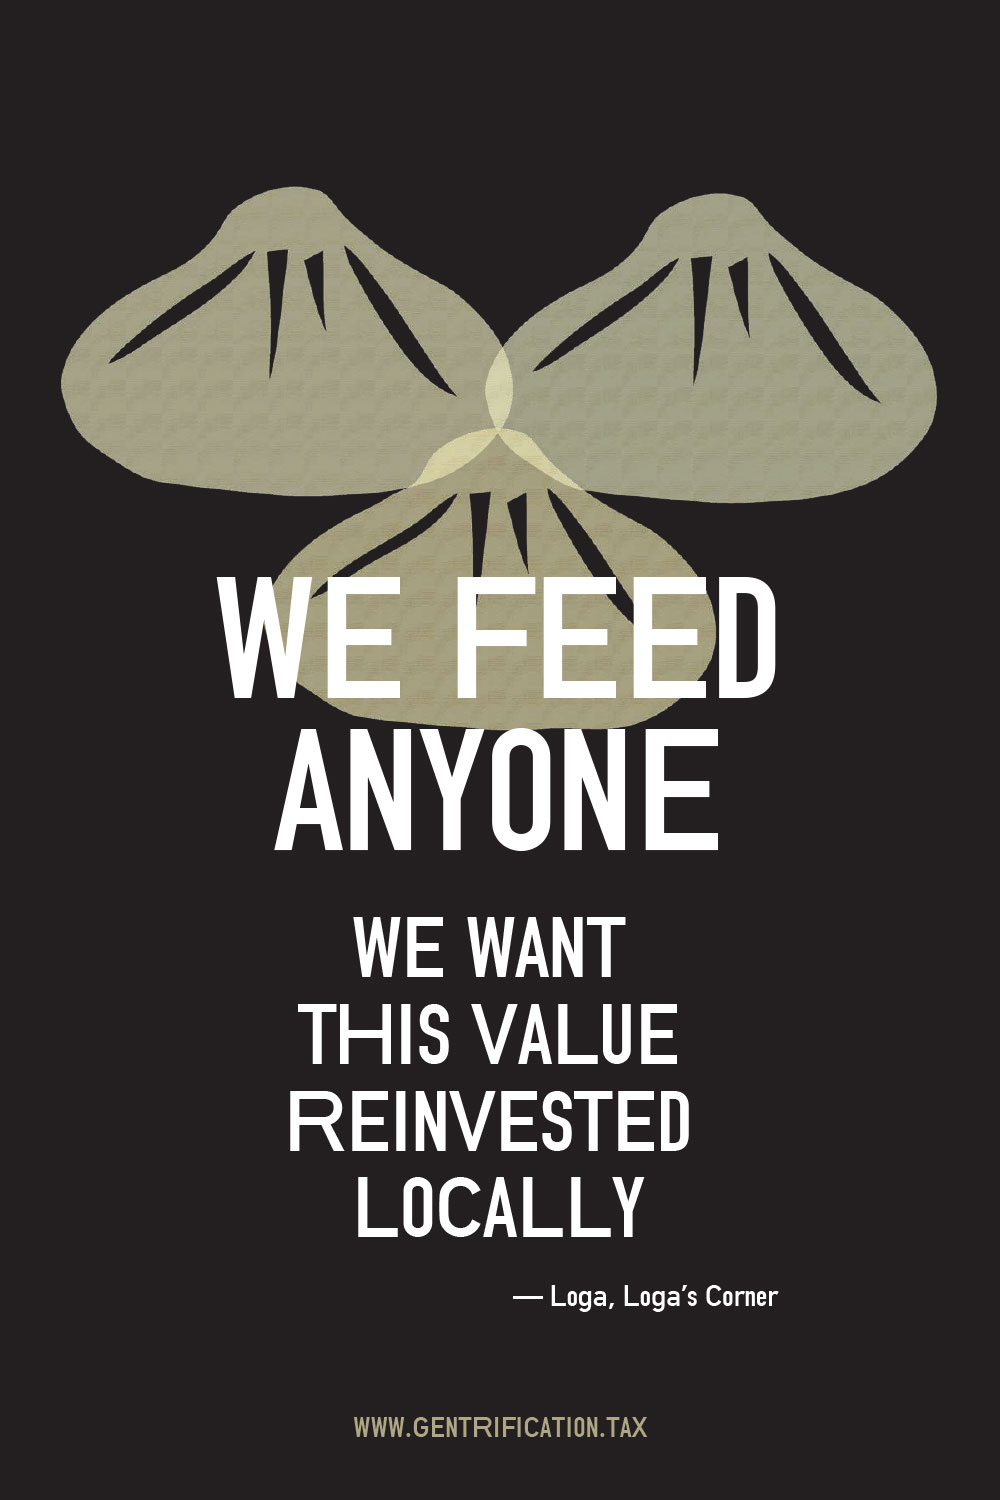 WE FEED
ANYONE
WE WANT
THIS VALUE
REINVESTED
LOCALLY
— Loga, Loga's Corner
WWW.GENTRIFICATION.TAX